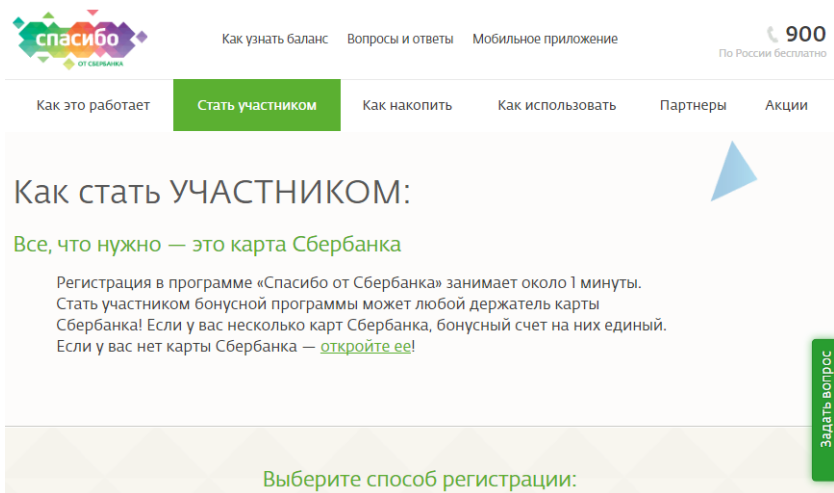 спасибо
ОТ СБЕРБАНКА
Как узнать баланс Вопросы и ответы Мобильное приложение
900
По России бесплатно
Как это работает Стать участником Как накопить Как использовать Партнеры Акции
Как стать УЧАСТНИКОМ:
Все, что нужно — это карта Сбербанка
Регистрация в программе «Спасибо от Сбербанка» занимает около 1 минуты.
Стать участником бонусной программы может любой держатель карты
Сбербанка! Если у вас несколько карт Сбербанка, бонусный счет на них единый.
Если у вас нет карты Сбербанка — откройте ее!
Задать вопрос
Выберите способ регистрации: